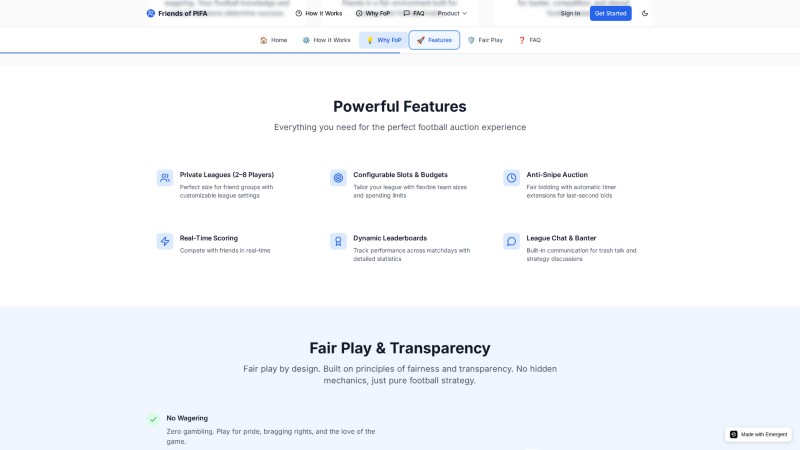 Friends of PIFA
How it Works
Why FoP
FAQ
Product
Sign In
Get Started
Home
How it Works
Why FoP
Features
Fair Play
FAQ
Powerful Features
Everything you need for the perfect football auction experience
Private Leagues (2–8 Players)
Perfect size for friend groups with
customizable league settings
Configurable Slots & Budgets
Tailor your league with flexible team sizes
and spending limits
Anti-Snipe Auction
Fair bidding with automatic timer
extensions for last-second bids
Real-Time Scoring
Compete with friends in real-time
Dynamic Leaderboards
Track performance across matchdays with
detailed statistics
League Chat & Banter
Built-in communication for trash talk and
strategy discussions
Fair Play & Transparency
Fair play by design. Built on principles of fairness and transparency. No hidden
mechanics, just pure football strategy.
No Wagering
Zero gambling. Play for pride, bragging rights, and the love of the
game.
Made with Emergent